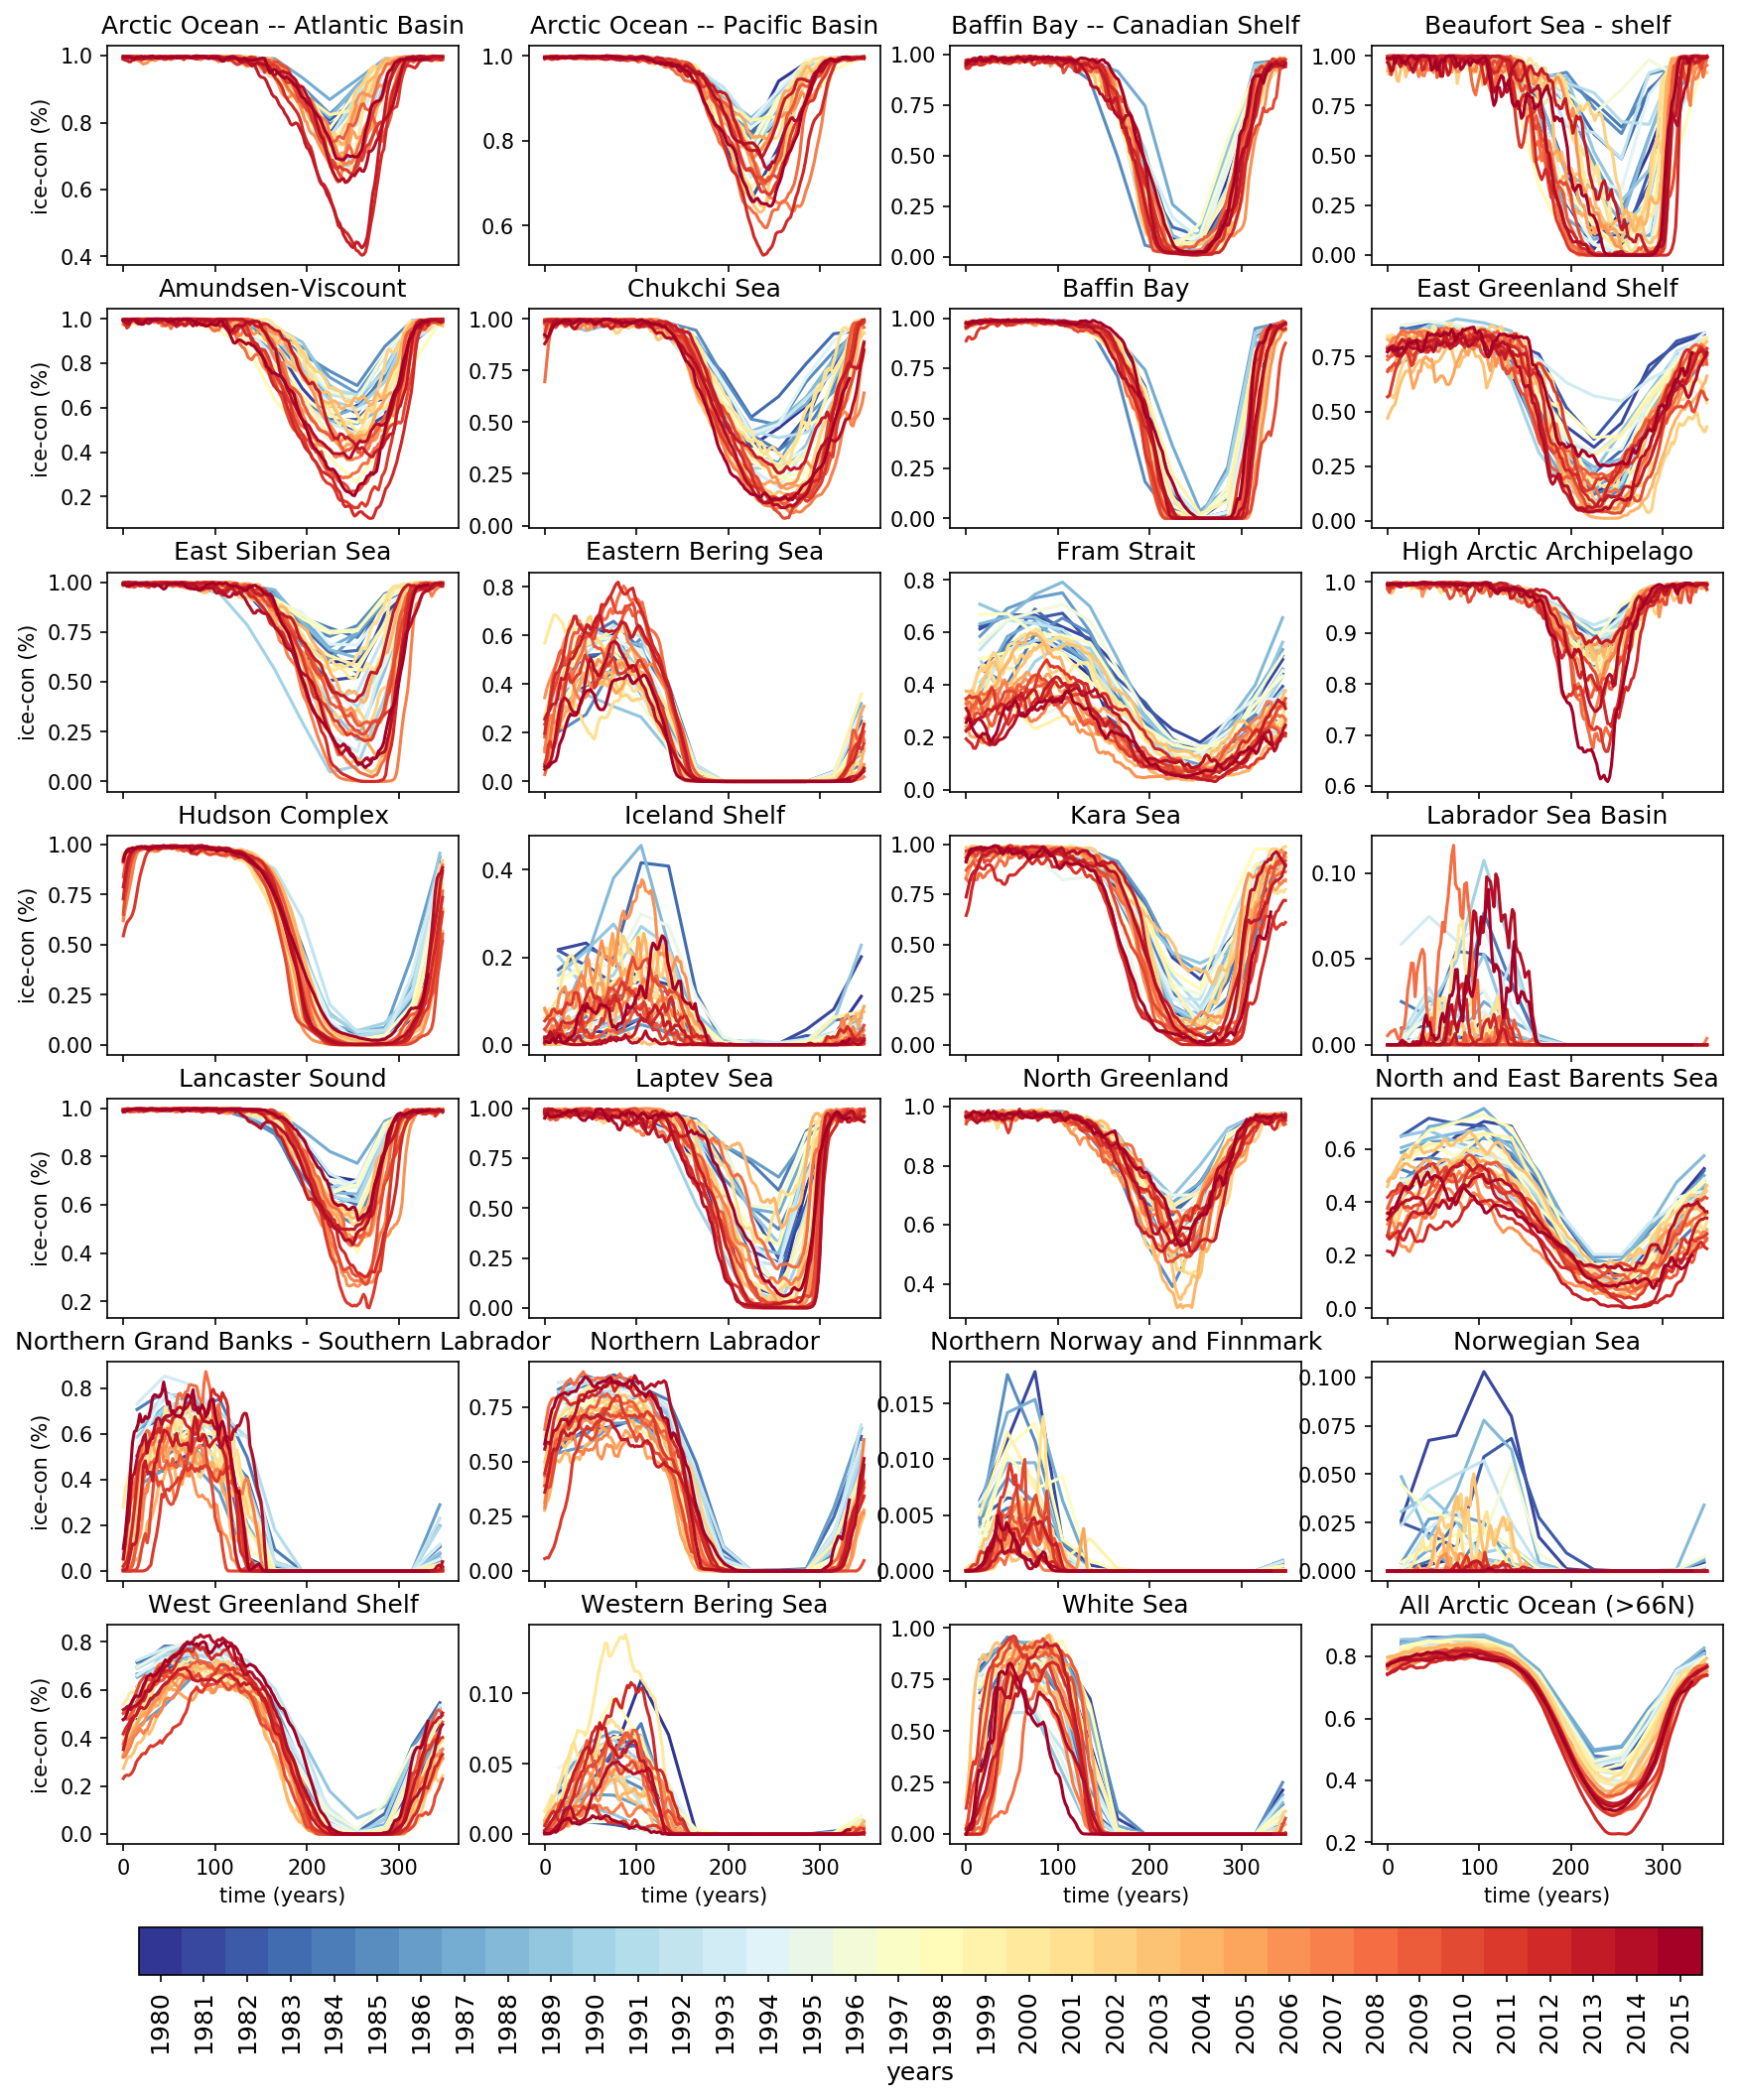 Arctic Ocean -- Atlantic Basin
Arctic Ocean -- Pacific Basin
Baffin Bay -- Canadian Shelf
Beaufort Sea - shelf
ice-con (%)
1.0
0.8
0.6
0.4
1.0
0.8
0.6
1.00
0.75
0.50
0.25
0.00
1.00
0.75
0.50
0.25
0.00
Amundsen-Viscount
Chukchi Sea
Baffin Bay
East Greenland Shelf
ice-con (%)
1.0
0.8
0.6
0.4
0.2
1.00
0.75
0.50
0.25
0.00
1.00
0.75
0.50
0.25
0.00
0.75
0.50
0.25
0.00
East Siberian Sea
Eastern Bering Sea
Fram Strait
High Arctic Archipelago
ice-con (%)
1.00
0.75
0.50
0.25
0.00
0.8
0.6
0.4
0.2
0.0
0.8
0.6
0.4
0.2
0.0
1.0
0.9
0.8
0.7
0.6
Hudson Complex
Iceland Shelf
Kara Sea
Labrador Sea Basin
ice-con (%)
1.00
0.75
0.50
0.25
0.00
0.4
0.2
0.0
1.00
0.75
0.50
0.25
0.00
0.10
0.05
0.00
Lancaster Sound
Laptev Sea
North Greenland
North and East Barents Sea
ice-con (%)
1.0
0.8
0.6
0.4
0.2
1.00
0.75
0.50
0.25
0.00
1.0
0.8
0.6
0.4
0.6
0.4
0.2
0.0
Northern Grand Banks - Southern Labrador
Northern Labrador
Northern Norway and Finnmark
Norwegian Sea
ice-con (%)
0.8
0.6
0.4
0.2
0.0
0.75
0.50
0.25
0.00
0.015
0.010
0.005
0.000
0.100
0.075
0.050
0.025
0.000
West Greenland Shelf
Western Bering Sea
White Sea
All Arctic Ocean (>66N)
ice-con (%)
0.8
0.6
0.4
0.2
0.0
0.10
0.05
0.00
1.00
0.75
0.50
0.25
0.00
0.8
0.6
0.4
0.2
0 100 200 300
0 100 200 300
0 100 200 300
0 100 200 300
time (years)
time (years)
time (years)
time (years)
1980 1981 1982 1983 1984 1985 1986 1987 1988 1989 1990 1991 1992 1993 1994 1995 1996 1997 1998 1999 2000 2001 2002 2003 2004 2005 2006 2007 2008 2009 2010 2011 2012 2013 2014 2015
years